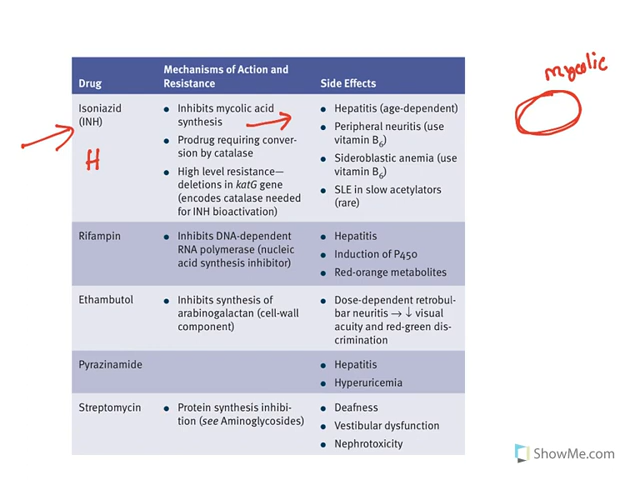 mycolic
Mechanisms of Action and
Drug Resistance Side Effects
Isoniazid
(INH)
H
• Inhibits mycolic acid
synthesis
• Prodrug requiring conver-
sion by catalase
• High level resistance—
deletions in katG gene
(encodes catalase needed
for INH bioactivation)
• Hepatitis (age-dependent)
• Peripheral neuritis (use
vitamin B6)
• Sideroblastic anemia (use
vitamin B6)
• SLE in slow acetylators
(rare)
Rifampin
• Inhibits DNA-dependent
RNA polymerase (nucleic
acid synthesis inhibitor)
• Hepatitis
• Induction of P450
• Red-orange metabolites
Ethambutol
• Inhibits synthesis of
arabinogalactan (cell-wall
component)
• Dose-dependent retrobul-
bar neuritis → ↓ visual
acuity and red-green dis-
crimination
Pyrazinamide
• Hepatitis
• Hyperuricemia
Streptomycin
• Protein synthesis inhibi-
tion (see Aminoglycosides)
• Deafness
• Vestibular dysfunction
• Nephrotoxicity
ShowMe.com